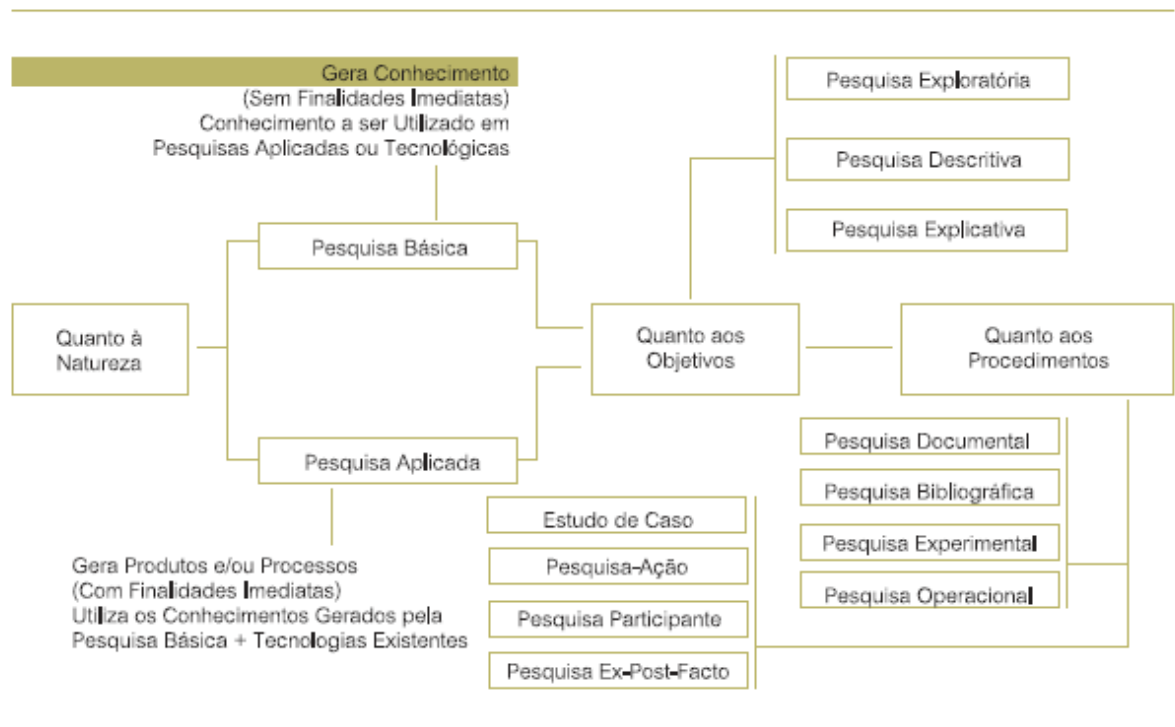 Gera Conhecimento
(Sem Finalidades Imediatas)
Conhecimento a ser Utilizado em
Pesquisas Aplicadas ou Tecnológicas
Pesquisa Básica
Quanto à
Natureza
Pesquisa Aplicada
Gera Produtos e/ou Processos
(Com Finalidades Imediatas)
Utiliza os Conhecimentos Gerados pela
Pesquisa Básica + Tecnologias Existentes
Quanto aos
Objetivos
Pesquisa Exploratória
Pesquisa Descritiva
Pesquisa Explicativa
Quanto aos
Procedimentos
Pesquisa Documental
Pesquisa Bibliográfica
Pesquisa Experimental
Pesquisa Operacional
Estudo de Caso
Pesquisa-Ação
Pesquisa Participante
Pesquisa Ex-Post-Facto